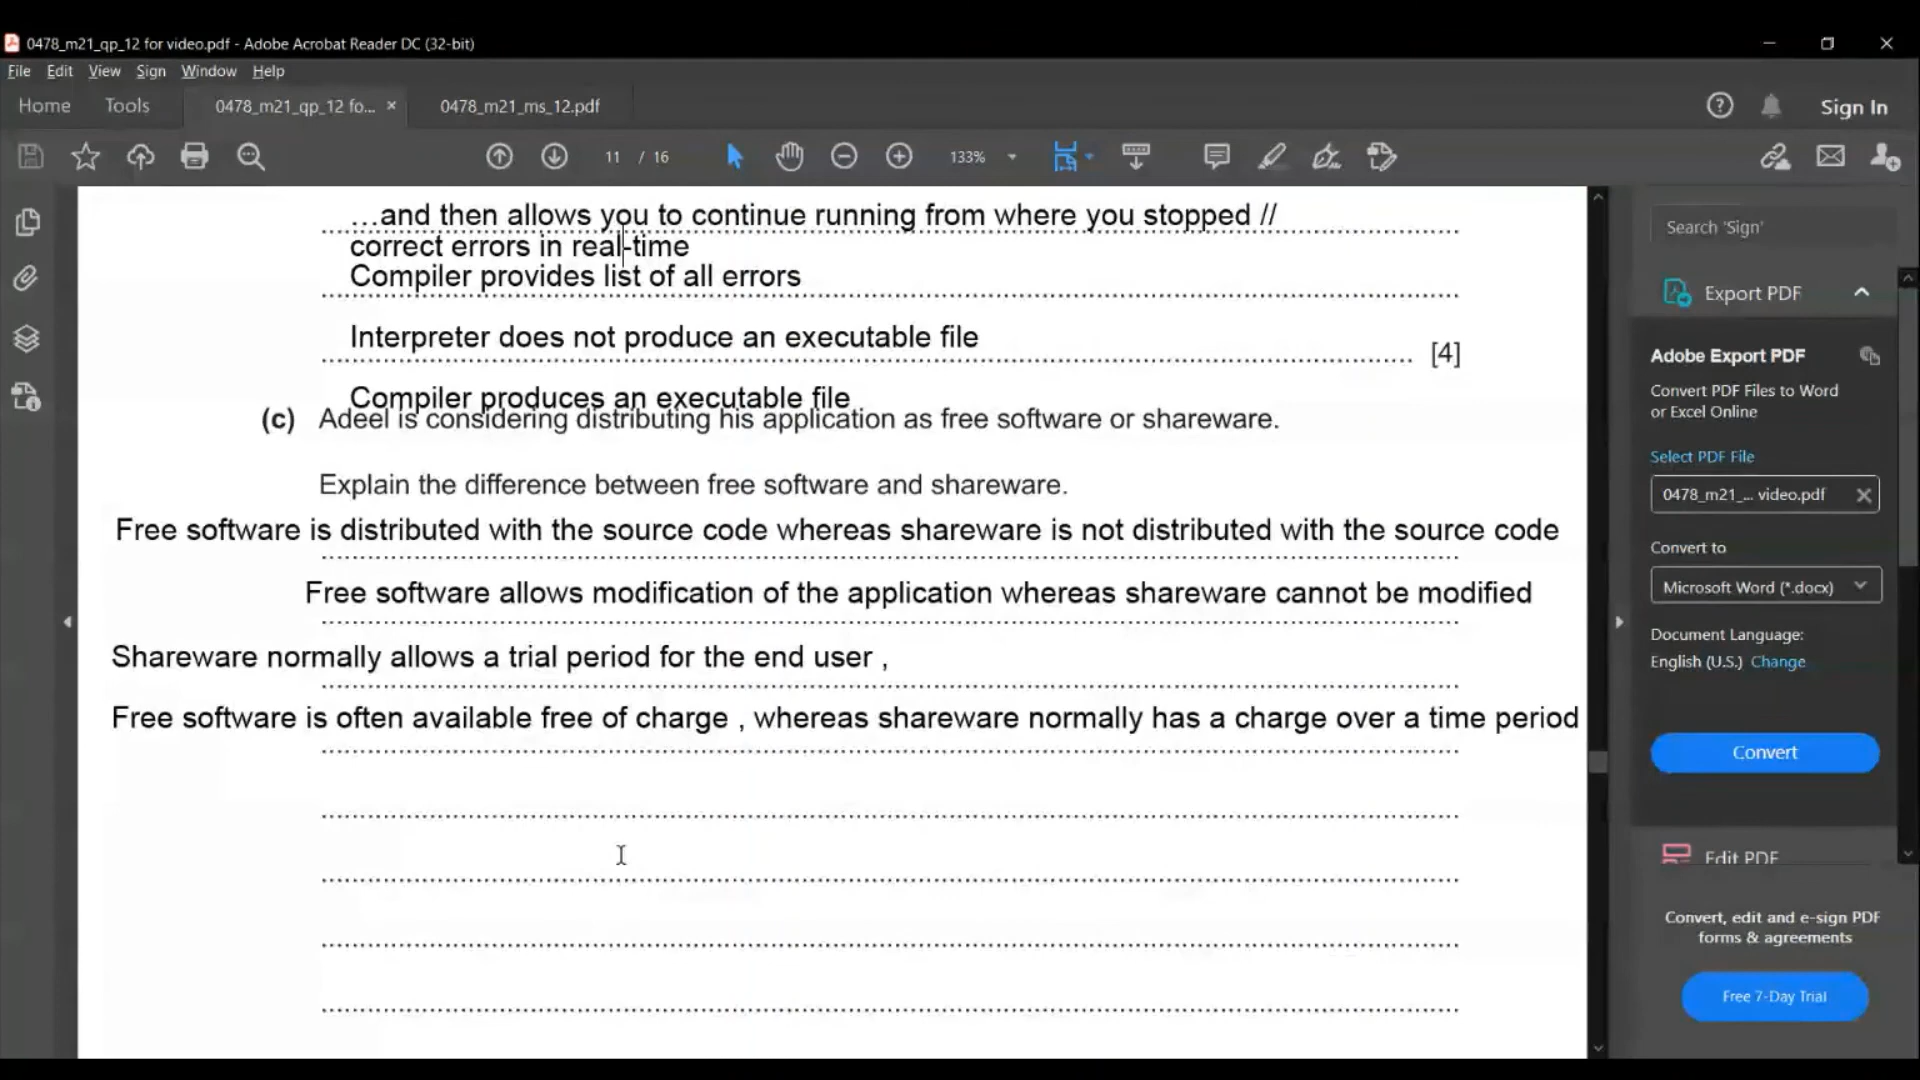 0478_m21_qp_12 for video.pdf - Adobe Acrobat Reader DC (32-bit)
File Edit View Sign Window Help
Home Tools 0478_m21_qp_12 fo... × 0478_m21_ms_12.pdf Sign In
11 / 16 133%
Search 'Sign'
…and then allows you to continue running from where you stopped //
correct errors in real-time
Compiler provides list of all errors
Export PDF
Interpreter does not produce an executable file
[4]
Adobe Export PDF
Convert PDF Files to Word
or Excel Online
Compiler produces an executable file
(c) Adeel is considering distributing his application as free software or shareware.
Select PDF File
Explain the difference between free software and shareware.
0478_m21_... video.pdf
Free software is distributed with the source code whereas shareware is not distributed with the source code
Convert to
Free software allows modification of the application whereas shareware cannot be modified
Microsoft Word (*.docx)
Document Language:
English (U.S.) Change
Shareware normally allows a trial period for the end user ,
Free software is often available free of charge , whereas shareware normally has a charge over a time period
Convert
Edit PDF
Convert, edit and e-sign PDF
forms & agreements
Free 7-Day Trial